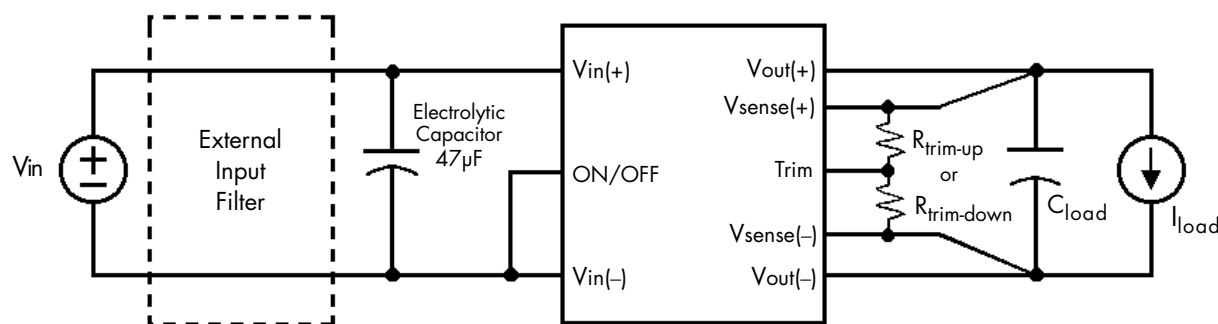 Vin
+
−
External
Input
Filter
Electrolytic
Capacitor
47µF
Vin(+)
ON/OFF
Vin(−)
Vout(+)
Vsense(+)
Trim
Vsense(−)
Vout(−)
Rtrim-up
or
Rtrim-down
Cload
Iload